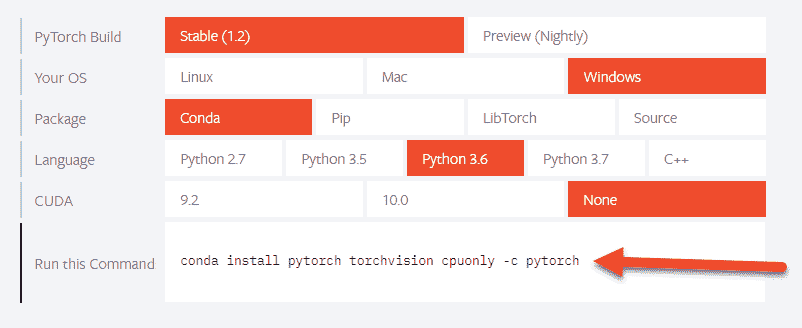 PyTorch Build Stable (1.2) Preview (Nightly)
Your OS Linux Mac Windows
Package Conda Pip LibTorch Source
Language Python 2.7 Python 3.5 Python 3.6 Python 3.7 C++
CUDA 9.2 10.0 None
Run this Command conda install pytorch torchvision cpuonly -c pytorch